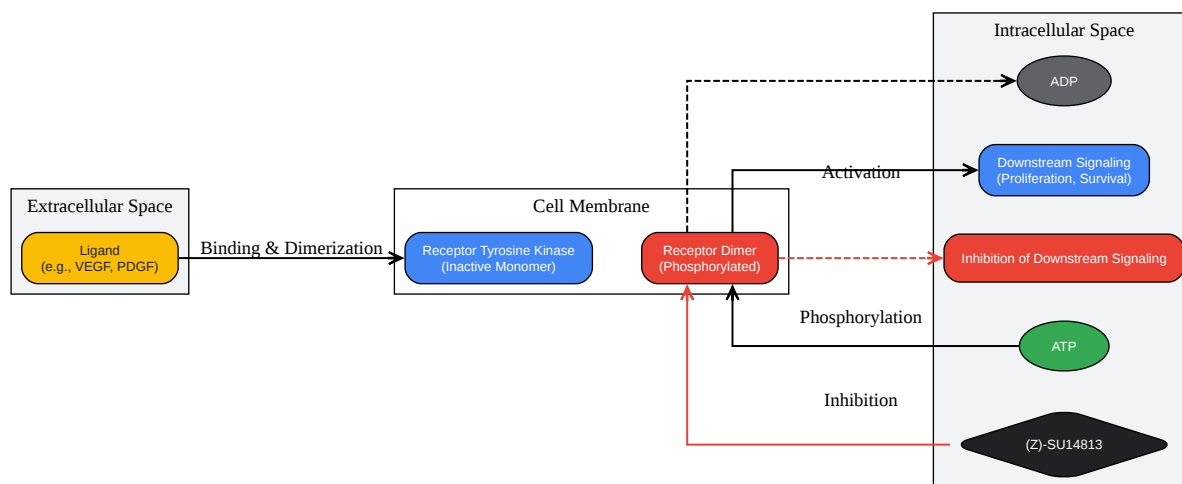 Intracellular Space
ADP
Activation
Downstream Signaling
(Proliferation, Survival)
Extracellular Space
Cell Membrane
Ligand
(e.g., VEGF, PDGF)
Binding & Dimerization
Receptor Tyrosine Kinase
(Inactive Monomer)
Receptor Dimer
(Phosphorylated)
Inhibition of Downstream Signaling
Phosphorylation
ATP
Inhibition
(Z)-SU14813